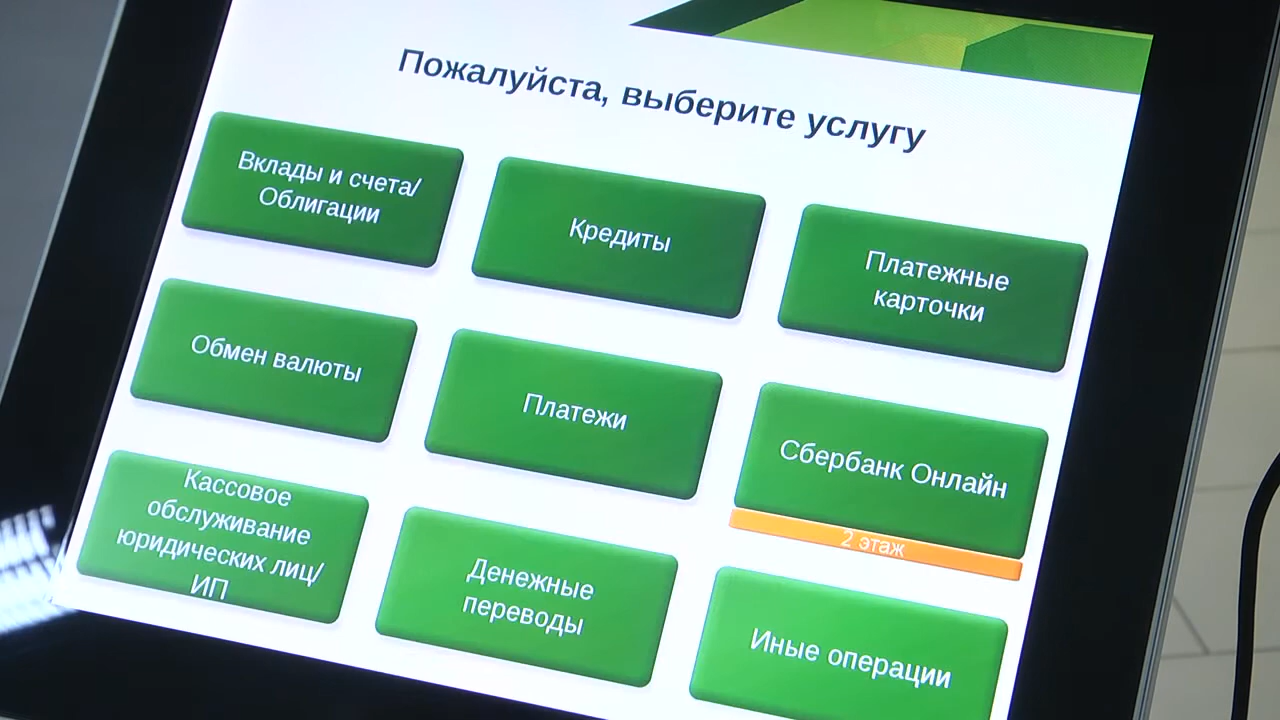 Пожалуйста, выберите услугу
Вклады и счета/
Облигации
Кредиты
Платежные
карточки
Обмен валюты
Платежи
Сбербанк Онлайн
2 этаж
Кассовое
обслуживание
юридических лиц/
ИП
Денежные
переводы
Иные операции